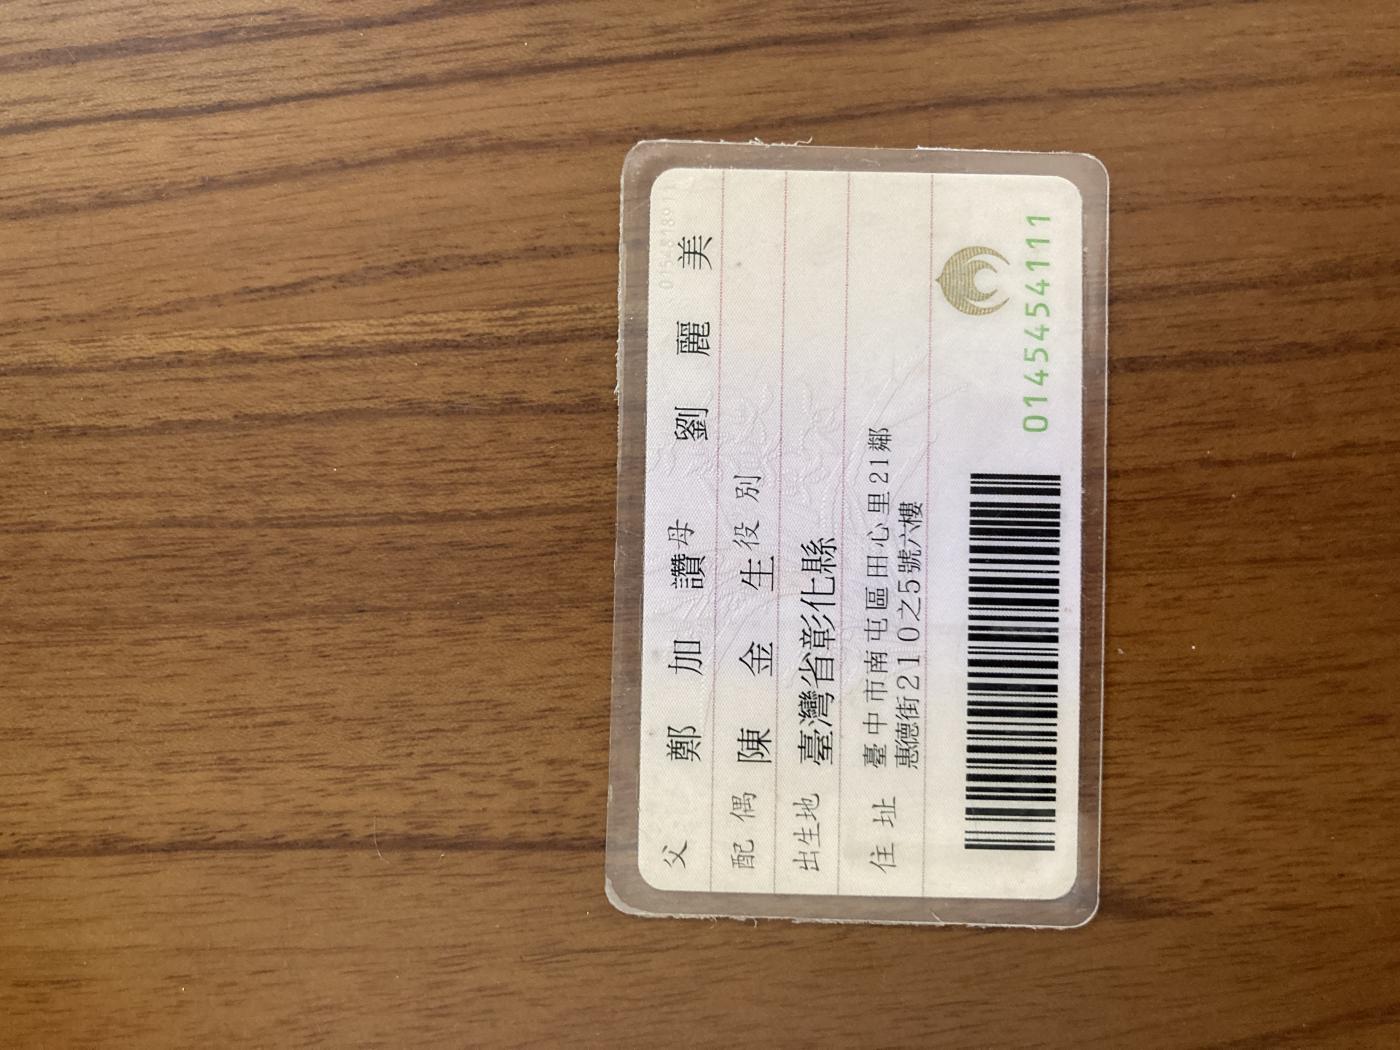 父 鄭加讚 母 劉麗美
配偶 陳金生 役別
出生地 臺灣省彰化縣
住址 臺中市南屯區田心里21鄰
惠德街210之5號六樓
0145454111